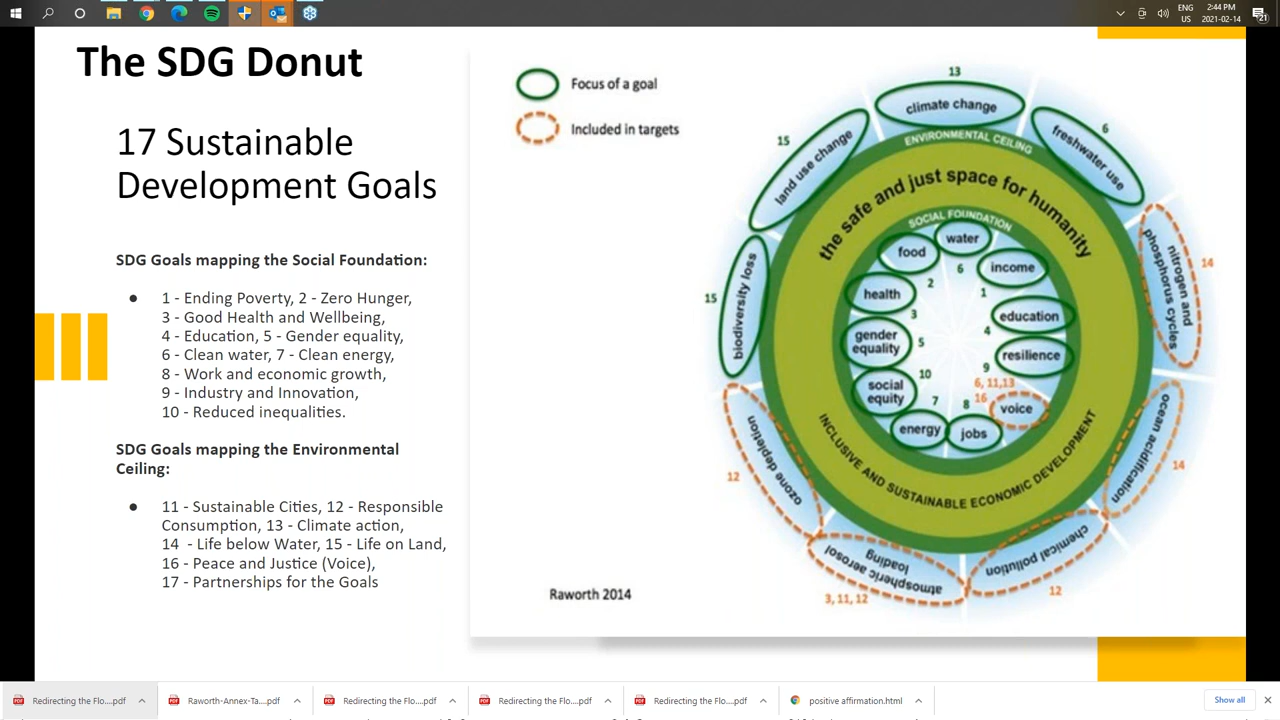 ENG
US
2:44 PM
2021-02-14
21
The SDG Donut
17 Sustainable
Development Goals
SDG Goals mapping the Social Foundation:
● 1 - Ending Poverty, 2 - Zero Hunger,
3 - Good Health and Wellbeing,
4 - Education, 5 - Gender equality,
6 - Clean water, 7 - Clean energy,
8 - Work and economic growth,
9 - Industry and Innovation,
10 - Reduced inequalities.
SDG Goals mapping the Environmental
Ceiling:
● 11 - Sustainable Cities, 12 - Responsible
Consumption, 13 - Climate action,
14 - Life below Water, 15 - Life on Land,
16 - Peace and Justice (Voice),
17 - Partnerships for the Goals
Focus of a goal
Included in targets
13
climate change
6
freshwater use
15
land use change
ENVIRONMENTAL CEILING
the safe and just space for humanity
SOCIAL FOUNDATION
nitrogen and
phosphorus cycles
14
15
biodiversity loss
water
6
food
2
income
1
health
3
education
4
gender
equality
5
resilience
9
social
equity
10
6, 11,13
16
voice
energy
7
jobs
8
INCLUSIVE AND SUSTAINABLE ECONOMIC DEVELOPMENT
ocean acidification
14
ozone depletion
12
chemical pollution
12
atmospheric aerosol
loading
3, 11, 12
Raworth 2014
Redirecting the Flo....pdf
Raworth-Annex-Ta....pdf
Redirecting the Flo....pdf
Redirecting the Flo....pdf
Redirecting the Flo....pdf
positive affirmation.html
Show all